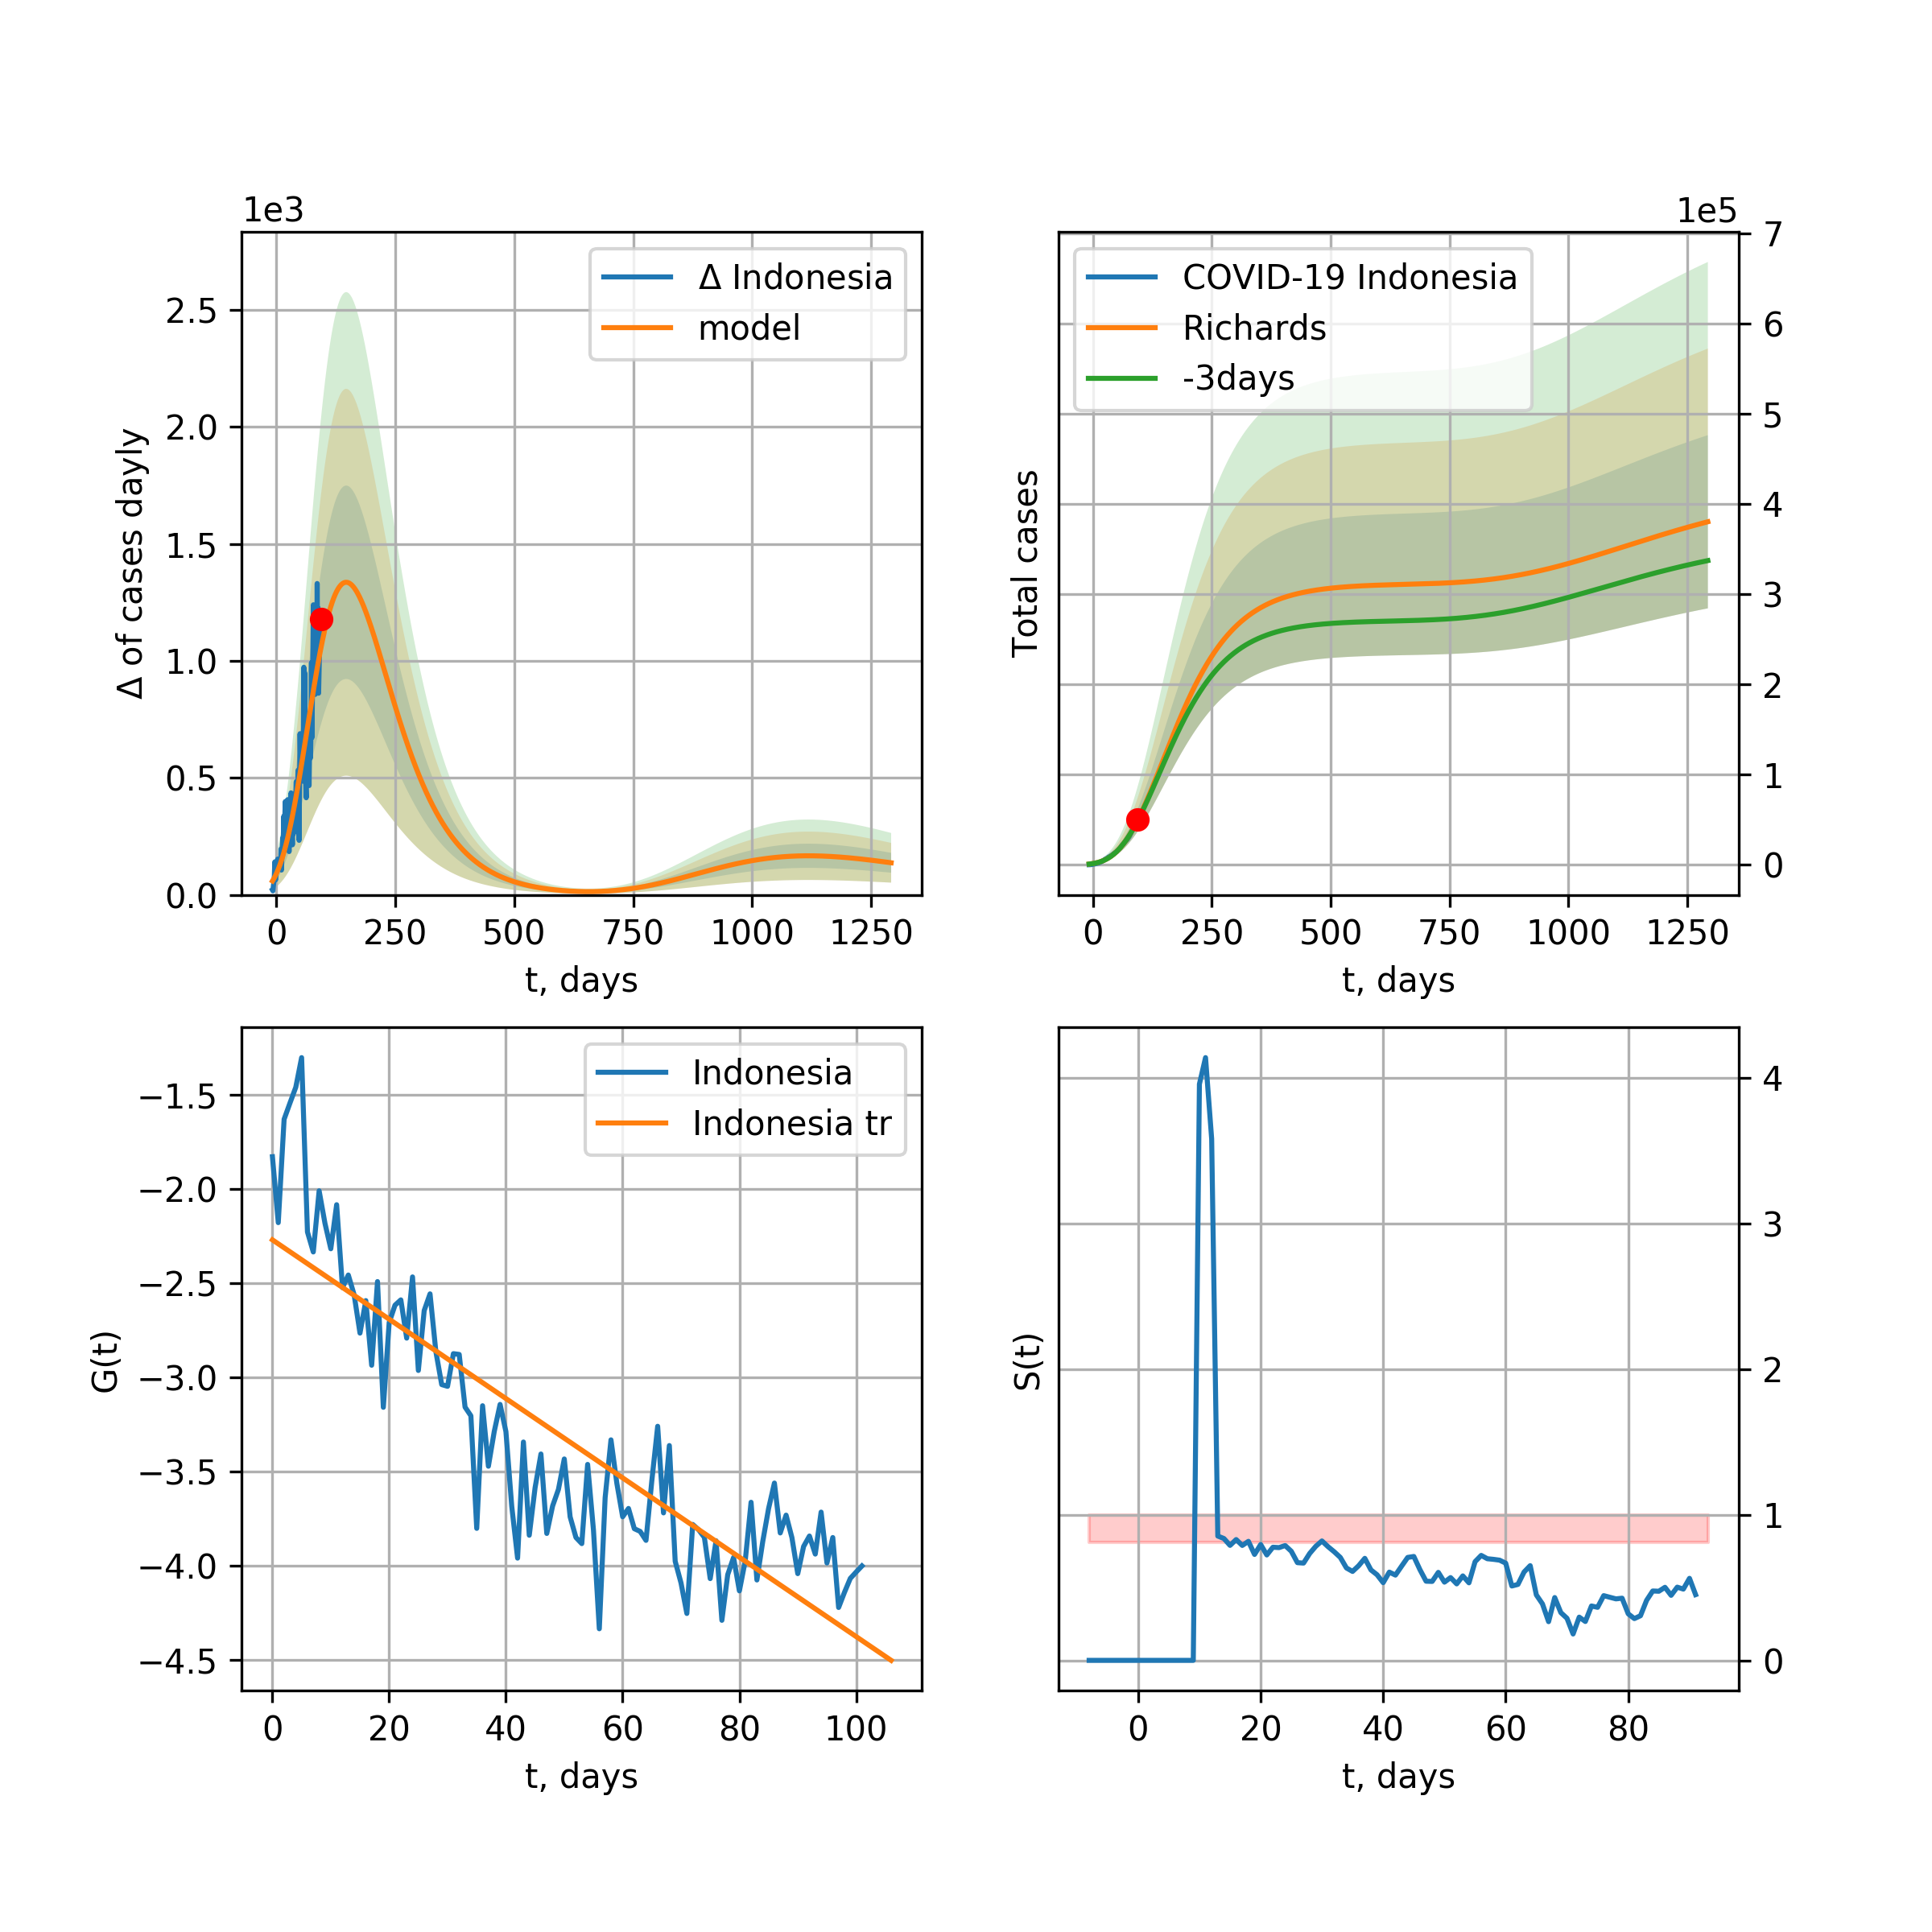 1e3
Δ Indonesia
model
2.5
2.0
1.5
1.0
0.5
0.0
Δ of cases dayly
0 250 500 750 1000 1250
t, days
1e5
COVID-19 Indonesia
Richards
-3days
7
6
5
4
3
2
1
0
Total cases
0 250 500 750 1000 1250
t, days
Indonesia
Indonesia tr
−1.5
−2.0
−2.5
−3.0
−3.5
−4.0
−4.5
G(t)
0 20 40 60 80 100
t, days
4
3
2
1
0
S(t)
0 20 40 60 80
t, days